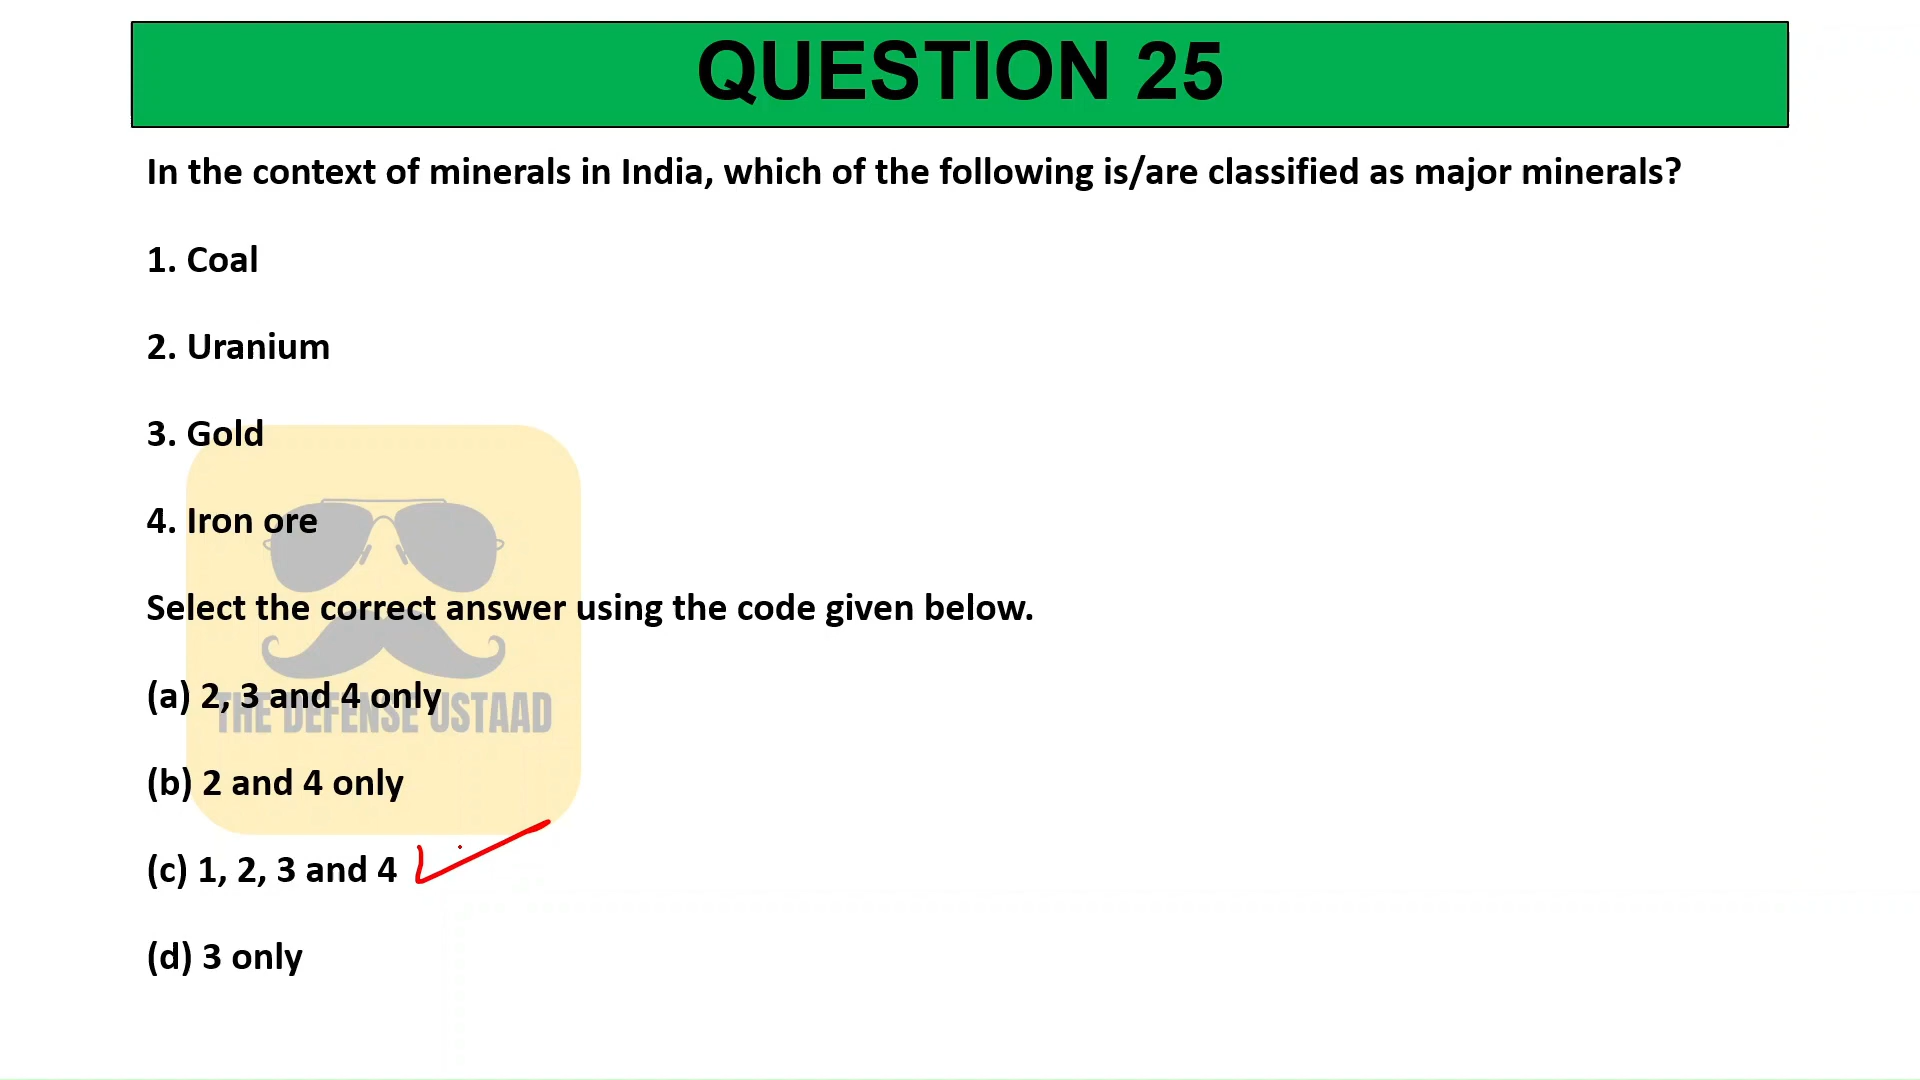 QUESTION 25
In the context of minerals in India, which of the following is/are classified as major minerals?
1. Coal
2. Uranium
3. Gold
4. Iron ore
Select the correct answer using the code given below.
(a) 2, 3 and 4 only
THE DEFENSE USTAAD
(b) 2 and 4 only
(c) 1, 2, 3 and 4
(d) 3 only